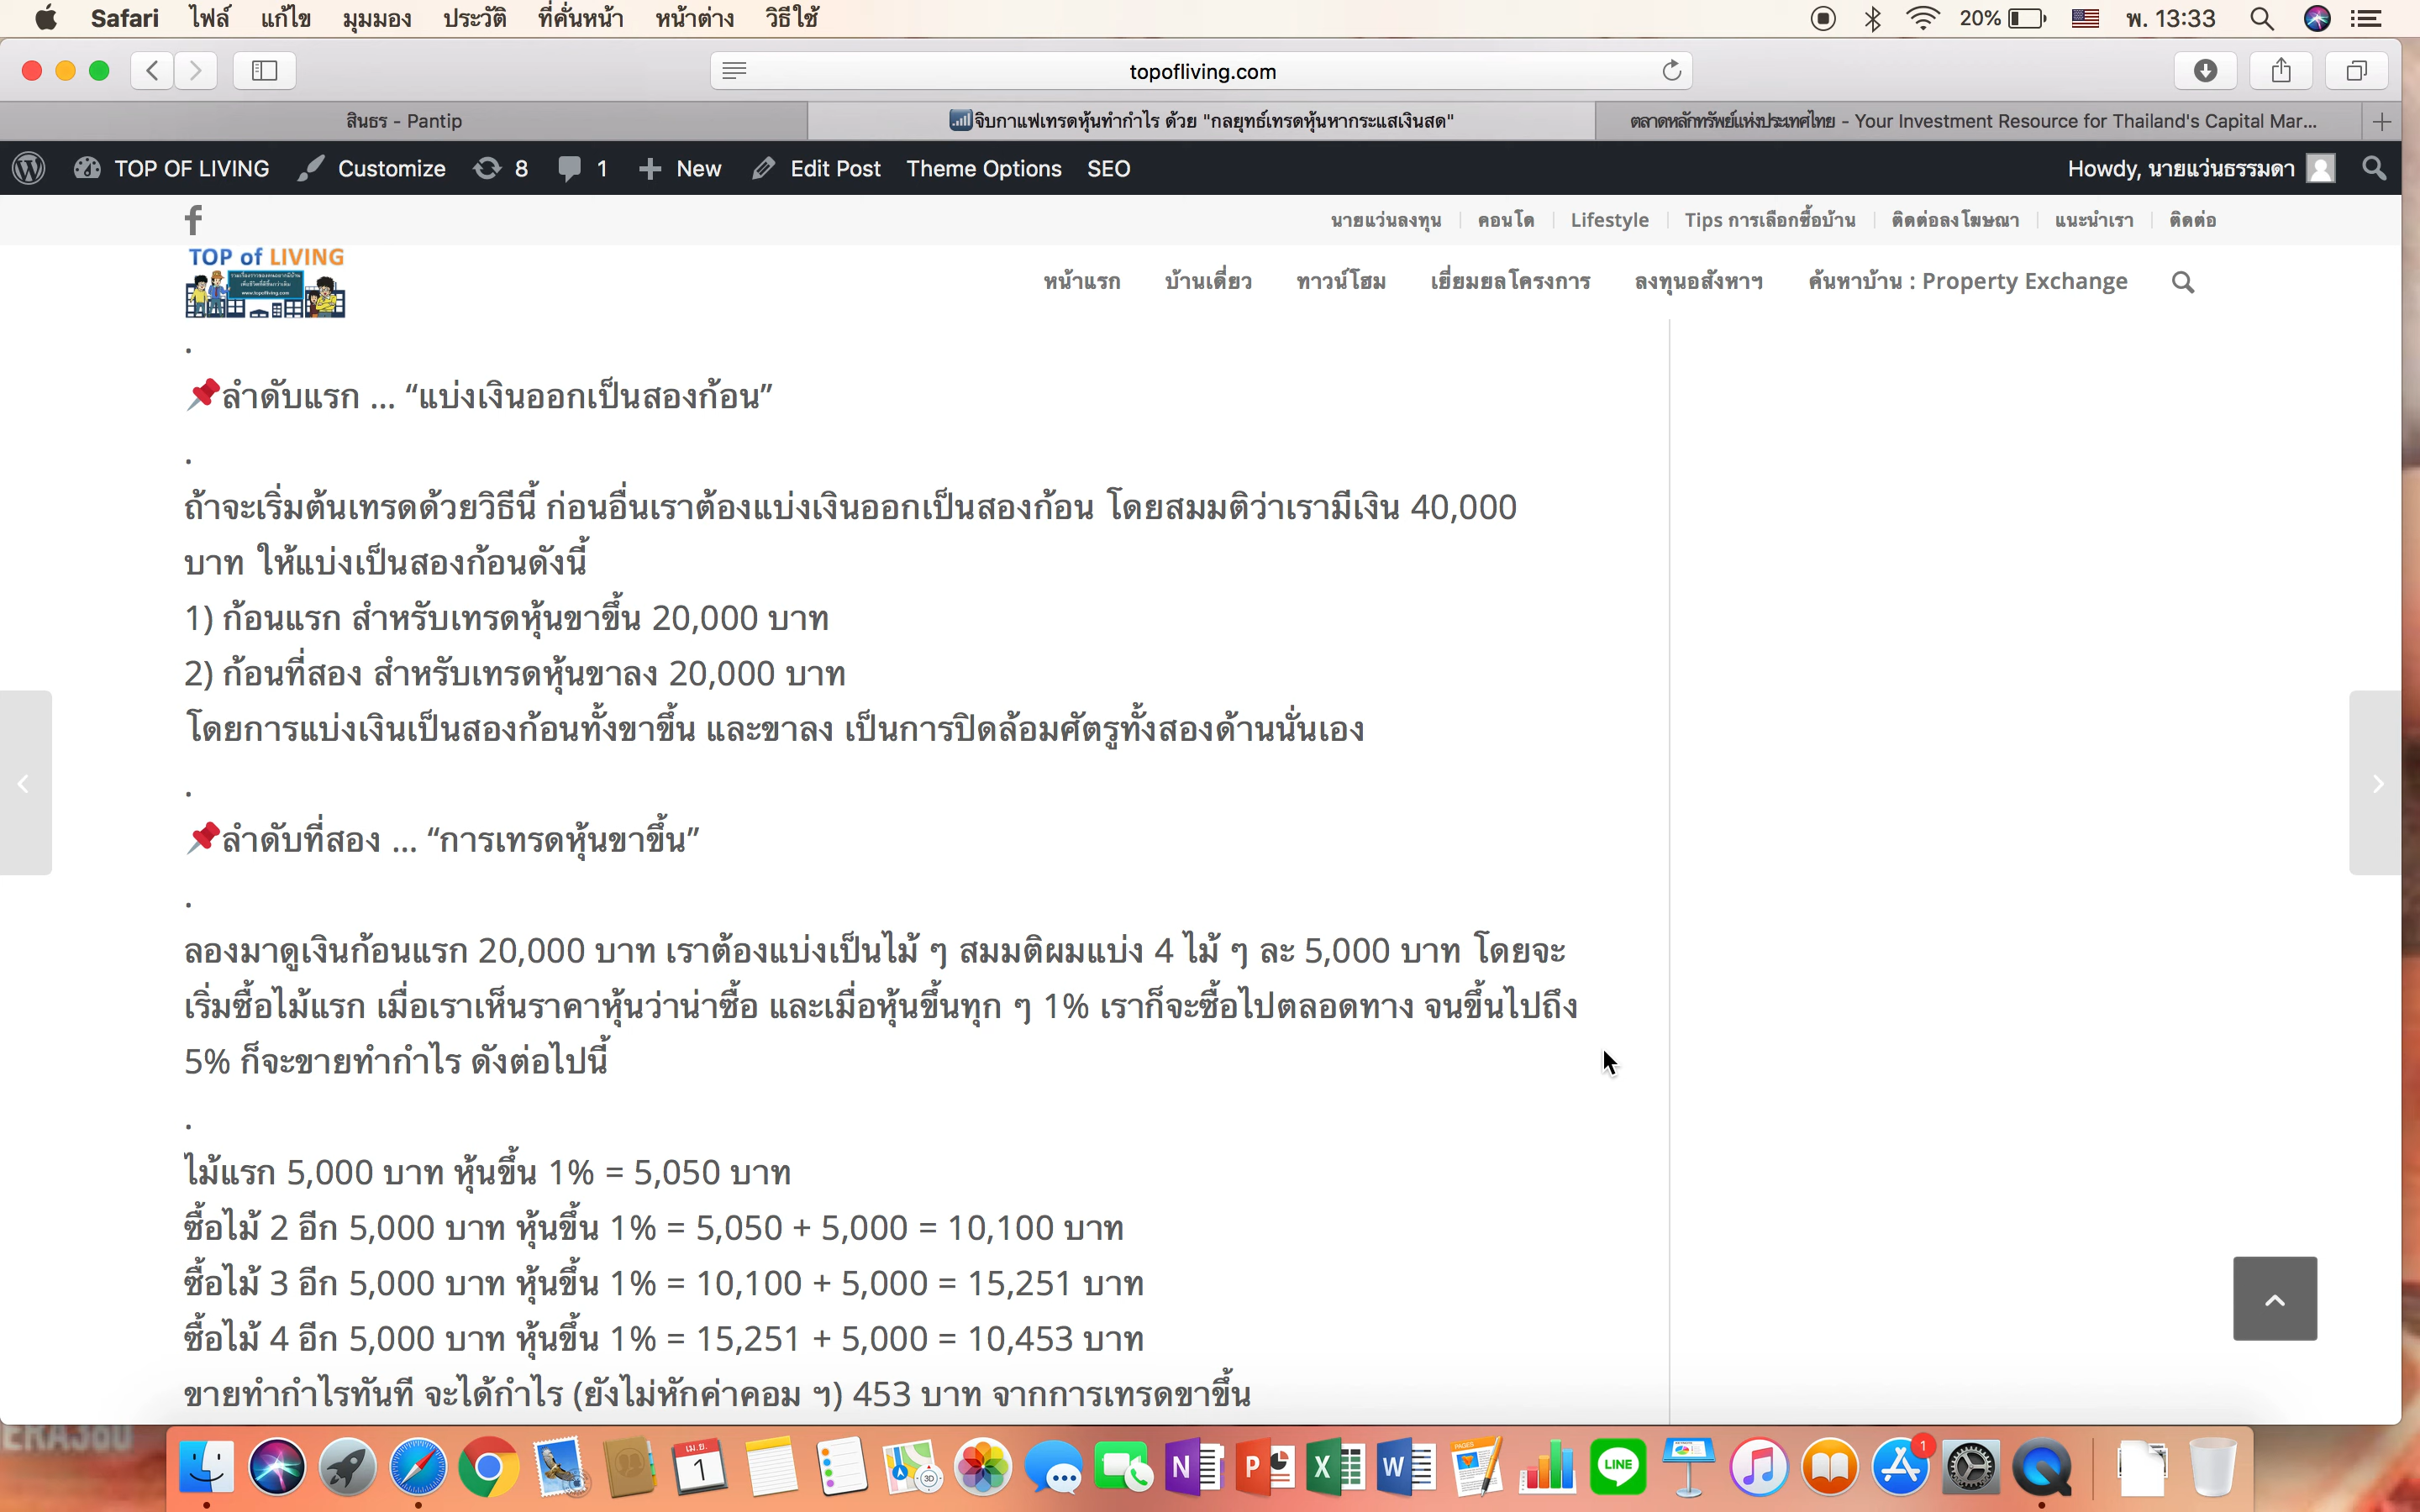 Safari ไฟล์ แก้ไข มุมมอง ประวัติ ที่คั่นหน้า หน้าต่าง วิธีใช้ 20% พ. 13:33
topofliving.com
สินธร - Pantip
จิบกาแฟเทรดหุ้นทำกำไร ด้วย "กลยุทธ์เทรดหุ้นหากระแสเงินสด"
ตลาดหลักทรัพย์แห่งประเทศไทย - Your Investment Resource for Thailand's Capital Mar...
TOP OF LIVING Customize 8 1 New Edit Post Theme Options SEO Howdy, นายแว่นธรรมดา
นายแว่นลงทุน คอนโด Lifestyle Tips การเลือกซื้อบ้าน ติดต่อลงโฆษณา แนะนำเรา ติดต่อ
TOP of LIVING
หน้าแรก บ้านเดี่ยว ทาวน์โฮม เยี่ยมยลโครงการ ลงทุนอสังหาฯ ค้นหาบ้าน : Property Exchange
.
📌ลำดับแรก ... “แบ่งเงินออกเป็นสองก้อน”
.
ถ้าจะเริ่มต้นเทรดด้วยวิธีนี้ ก่อนอื่นเราต้องแบ่งเงินออกเป็นสองก้อน โดยสมมติว่าเรามีเงิน 40,000
บาท ให้แบ่งเป็นสองก้อนดังนี้
1) ก้อนแรก สำหรับเทรดหุ้นขาขึ้น 20,000 บาท
2) ก้อนที่สอง สำหรับเทรดหุ้นขาลง 20,000 บาท
โดยการแบ่งเงินเป็นสองก้อนทั้งขาขึ้น และขาลง เป็นการปิดล้อมศัตรูทั้งสองด้านนั่นเอง
.
📌ลำดับที่สอง ... “การเทรดหุ้นขาขึ้น”
.
ลองมาดูเงินก้อนแรก 20,000 บาท เราต้องแบ่งเป็นไม้ ๆ สมมติผมแบ่ง 4 ไม้ ๆ ละ 5,000 บาท โดยจะ
เริ่มซื้อไม้แรก เมื่อเราเห็นราคาหุ้นว่าน่าซื้อ และเมื่อหุ้นขึ้นทุก ๆ 1% เราก็จะซื้อไปตลอดทาง จนขึ้นไปถึง
5% ก็จะขายทำกำไร ดังต่อไปนี้
.
ไม้แรก 5,000 บาท หุ้นขึ้น 1% = 5,050 บาท
ซื้อไม้ 2 อีก 5,000 บาท หุ้นขึ้น 1% = 5,050 + 5,000 = 10,100 บาท
ซื้อไม้ 3 อีก 5,000 บาท หุ้นขึ้น 1% = 10,100 + 5,000 = 15,251 บาท
ซื้อไม้ 4 อีก 5,000 บาท หุ้นขึ้น 1% = 15,251 + 5,000 = 10,453 บาท
ขายทำกำไรทันที จะได้กำไร (ยังไม่หักค่าคอม ฯ) 453 บาท จากการเทรดขาขึ้น
เม.ย.
1
3D
N P X W
PAGES
LINE
1